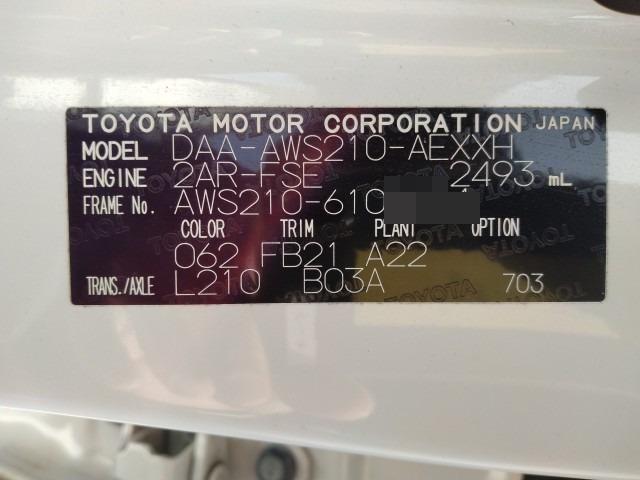 TOYOTA MOTOR CORPORATION JAPAN
MODEL DAA-AWS210-AEXXH
ENGINE 2AR-FSE 2493 mL
FRAME No. AWS210-610
COLOR TRIM PLANT OPTION
062 FB21 A22
TRANS./AXLE L210 B03A 703